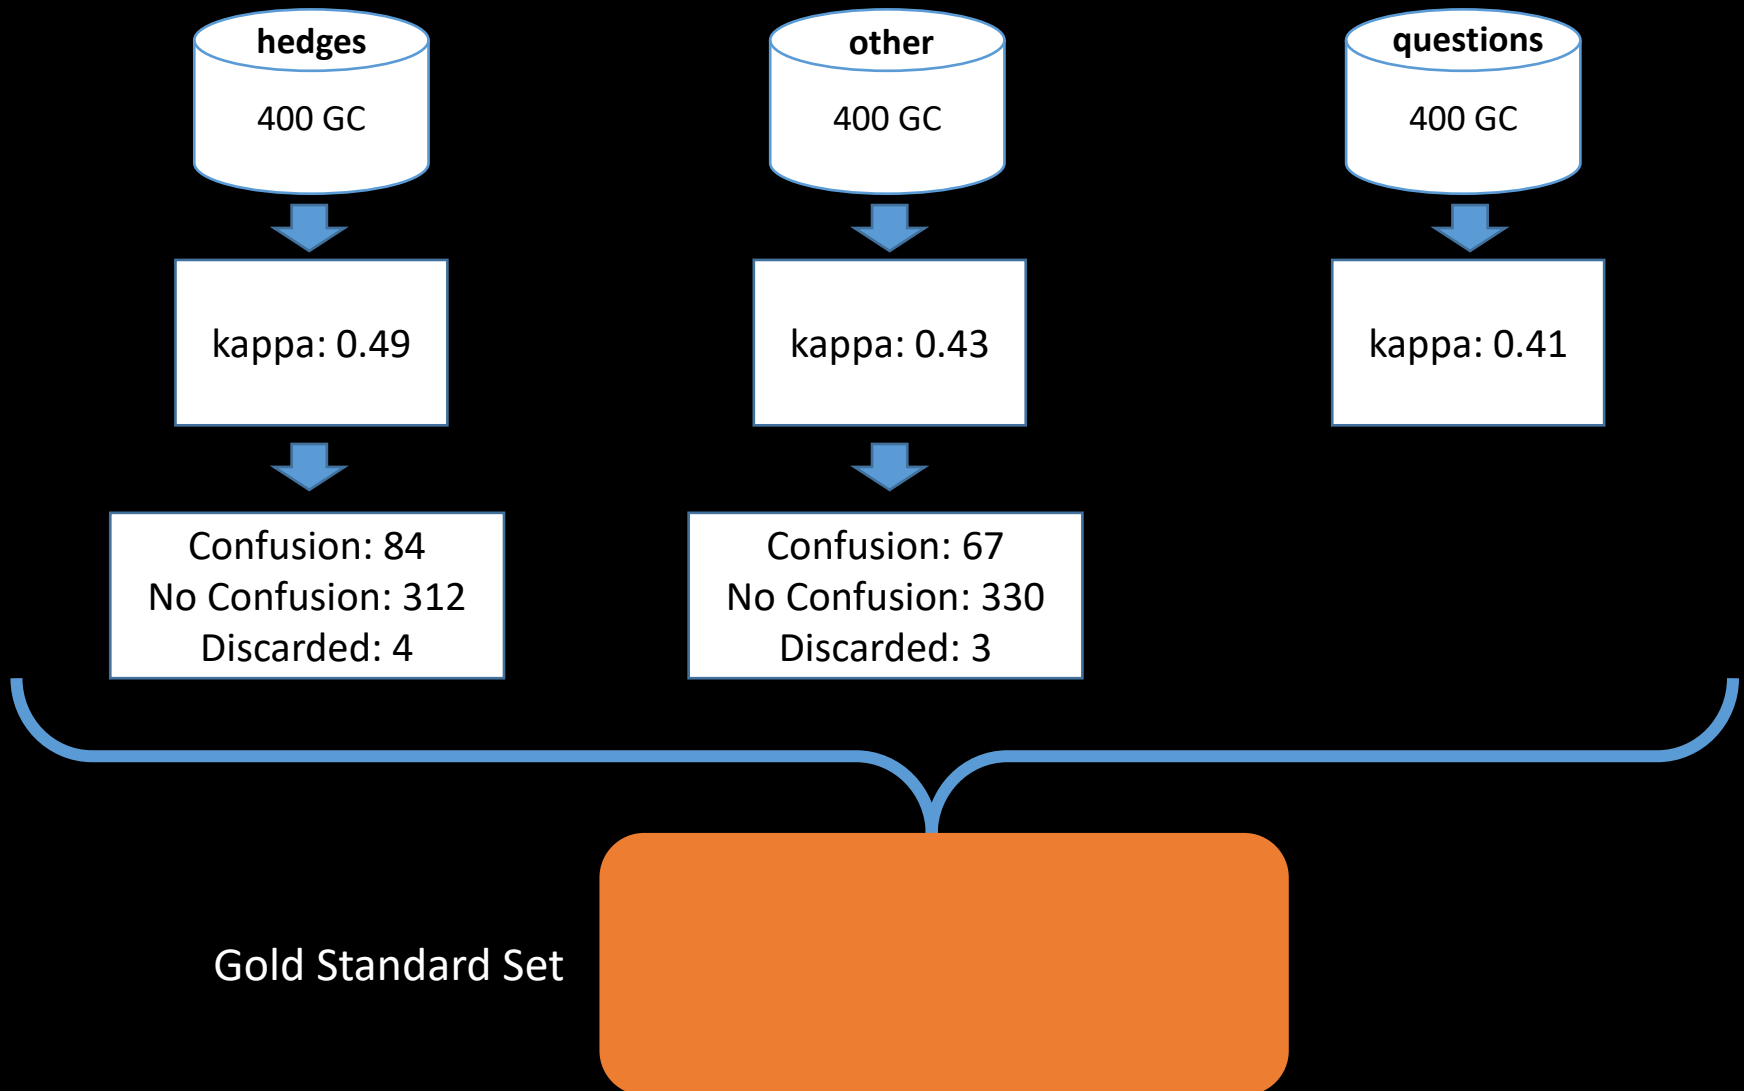 hedges
400 GC
other
400 GC
questions
400 GC
kappa: 0.49
kappa: 0.43
kappa: 0.41
Confusion: 84
No Confusion: 312
Discarded: 4
Confusion: 67
No Confusion: 330
Discarded: 3
Gold Standard Set